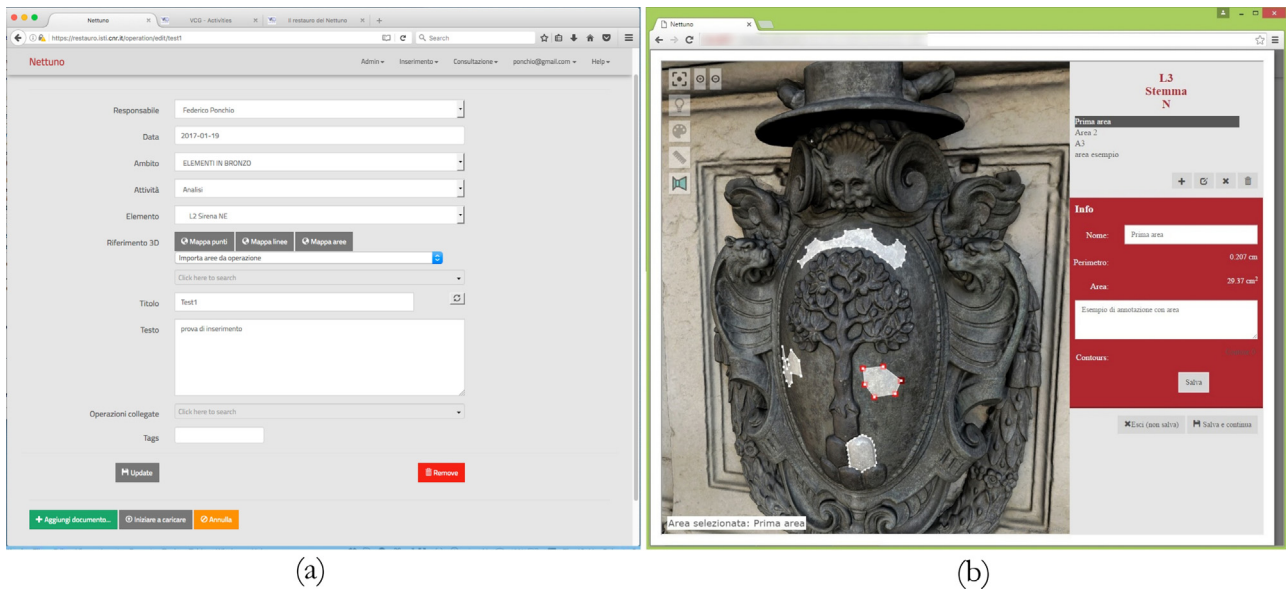 Nettuno
VCG - Activities
Il restauro del Nettuno
https://restauro.isti.cnr.it/operation/edit/test1
Search
Nettuno
Admin
Inserimento
Consultazione
ponchio@gmail.com
Help
Responsabile
Federico Ponchio
Data
2017-01-19
Ambito
ELEMENTI IN BRONZO
Attività
Analisi
Elemento
L2 Sirena NE
Riferimento 3D
Mappa punti
Mappa linee
Mappa aree
Importa aree da operazione
Click here to search
Titolo
Test1
Testo
prova di inserimento
Operazioni collegate
Click here to search
Tags
Update
Remove
Aggiungi documento...
Iniziare a caricare
Annulla
(a)
Nettuno
L3
Stemma
N
Prima area
Area 2
A3
area esempio
Info
Nome:
Prima area
Perimetro:
0.207 cm
Area:
29.37 cm²
Esempio di annotazione con area
Contours:
Salva
Esci (non salva)
Salva e continua
Area selezionata: Prima area
(b)